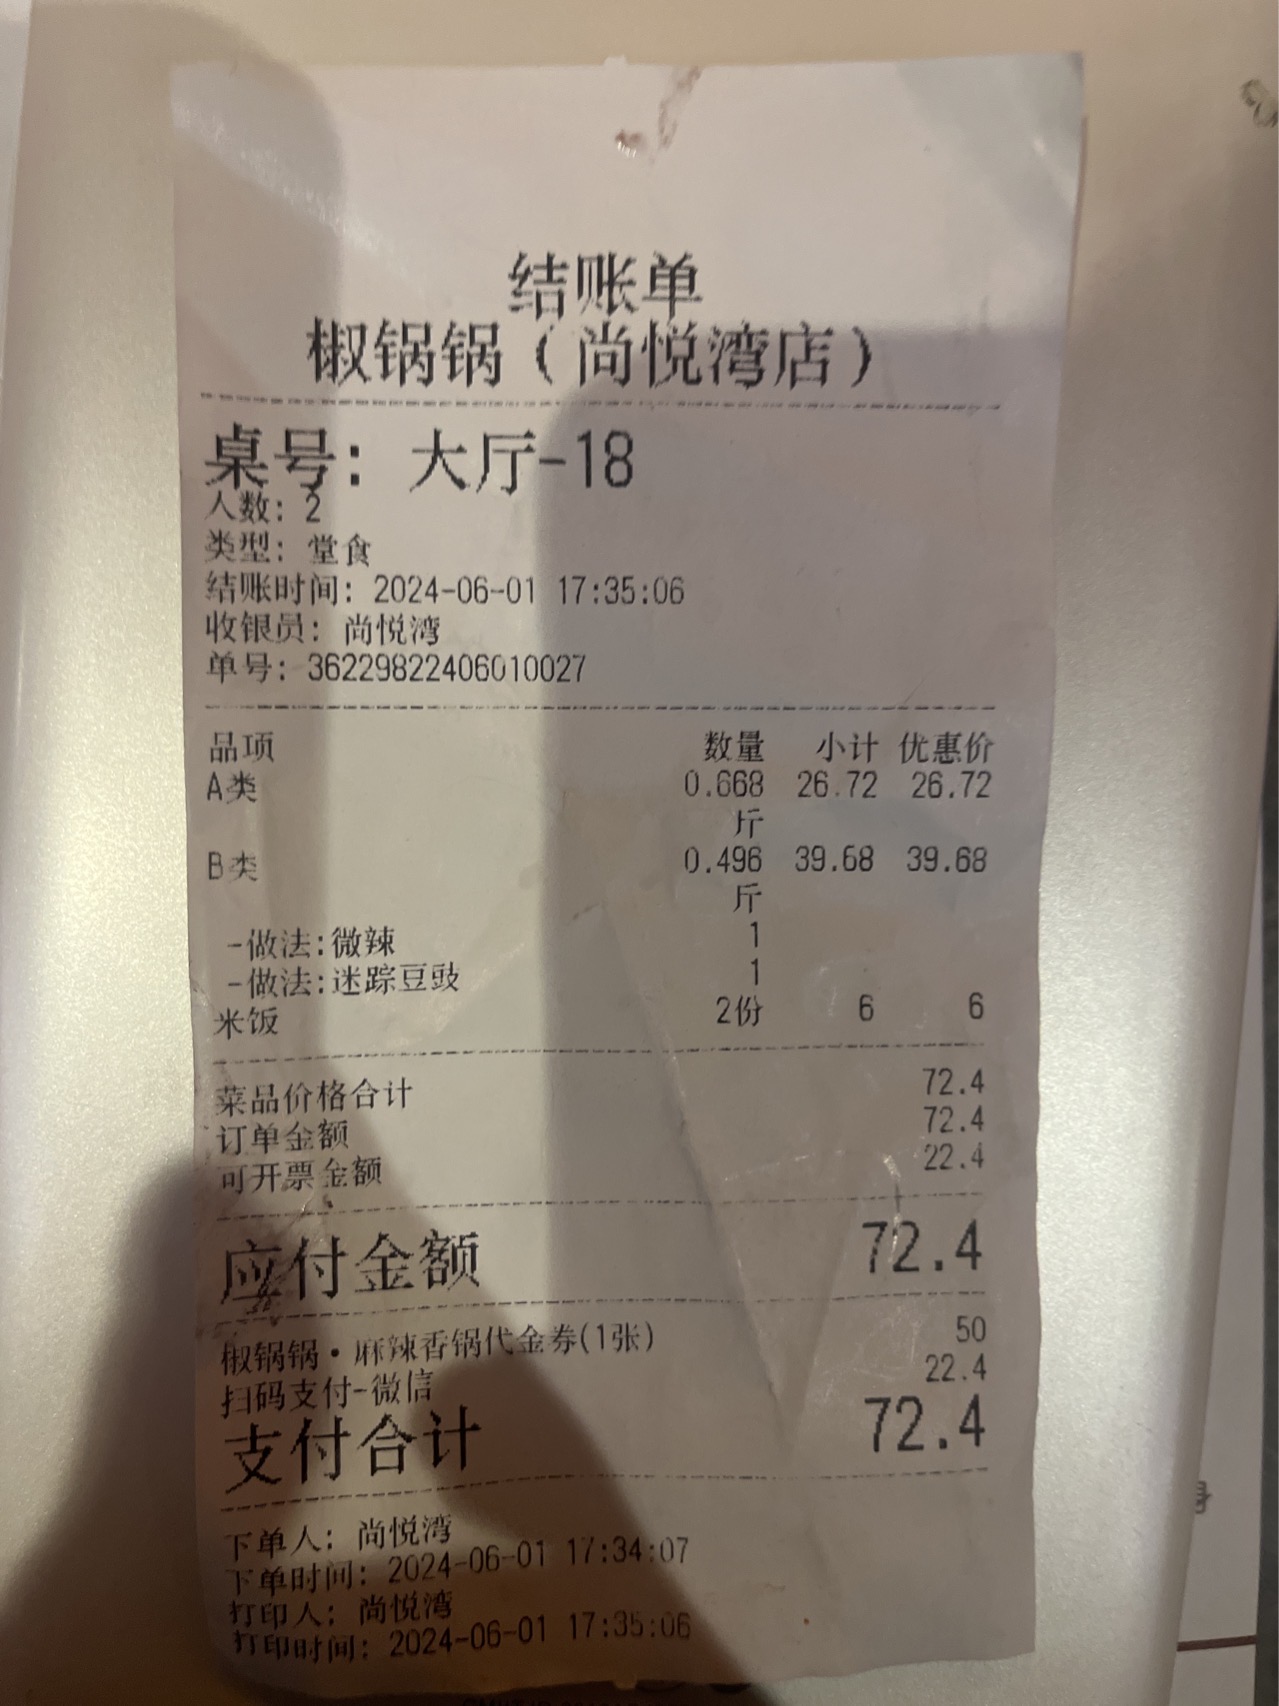 结账单
椒锅锅（尚悦湾店）
桌号：大厅-18
人数：2
类型：堂食
结账时间：2024-06-01 17:35:06
收银员：尚悦湾
单号：36229822406010027
品项 数量 小计 优惠价
A类 0.668 26.72 26.72
斤
B类 0.496 39.68 39.68
斤
-做法:微辣 1
-做法:迷踪豆豉 1
米饭 2份 6 6
菜品价格合计 72.4
订单金额 72.4
可开票金额 22.4
应付金额 72.4
椒锅锅·麻辣香锅代金券(1张) 50
扫码支付-微信 22.4
支付合计 72.4
下单人：尚悦湾
下单时间：2024-06-01 17:34:07
打印人：尚悦湾
打印时间：2024-06-01 17:35:06
身